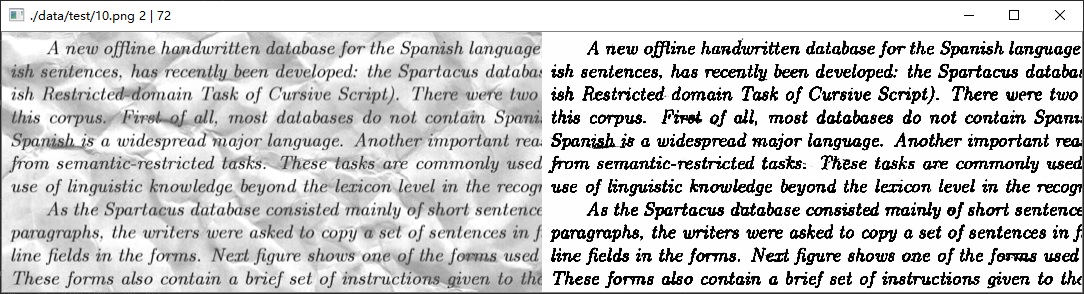 ./data/test/10.png 2 | 72
A new offline handwritten database for the Spanish language
ish sentences, has recently been developed: the Spartacus databas
ish Restricted-domain Task of Cursive Script). There were two
this corpus. First of all, most databases do not contain Spani
Spanish is a widespread major language. Another important rea
from semantic-restricted tasks. These tasks are commonly used
use of linguistic knowledge beyond the lexicon level in the recogn
As the Spartacus database consisted mainly of short sentence
paragraphs, the writers were asked to copy a set of sentences in f
line fields in the forms. Next figure shows one of the forms used
These forms also contain a brief set of instructions given to the
A new offline handwritten database for the Spanish language
ish sentences, has recently been developed: the Spartacus databas
ish Restricted domain Task of Cursive Script). There were two
this corpus. First of all, most databases do not contain Spani
Spanish is a widespread major language. Another important rea
from semantic-restricted tasks. These tasks are commonly used
use of linguistic knowledge beyond the lexicon level in the recogn
As the Spartacus database consisted mainly of short sentence
paragraphs, the writers were asked to copy a set of sentences in f
line fields in the forms. Next figure shows one of the forms used
These forms also contain a brief set of instructions given to the